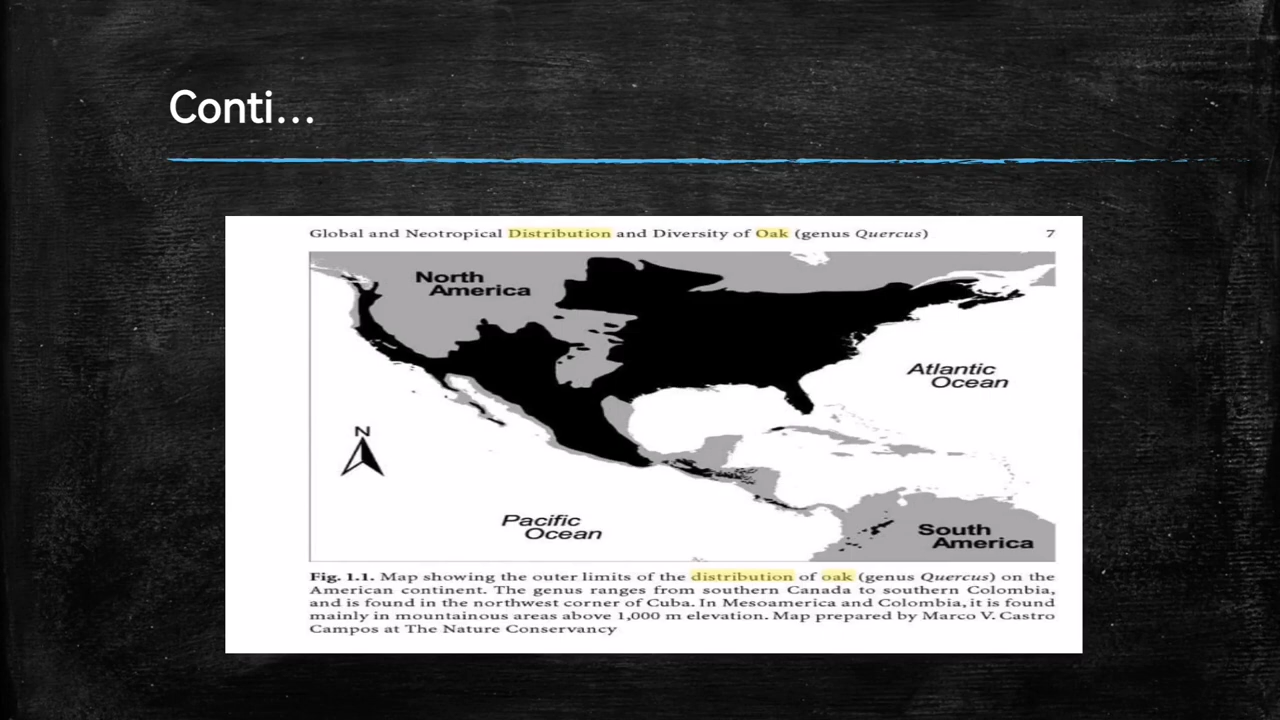 Conti...
Global and Neotropical Distribution and Diversity of Oak (genus Quercus) 7
North
America
Atlantic
Ocean
N
Pacific
Ocean
South
America
Fig. 1.1. Map showing the outer limits of the distribution of oak (genus Quercus) on the
American continent. The genus ranges from southern Canada to southern Colombia,
and is found in the northwest corner of Cuba. In Mesoamerica and Colombia, it is found
mainly in mountainous areas above 1,000 m elevation. Map prepared by Marco V. Castro
Campos at The Nature Conservancy